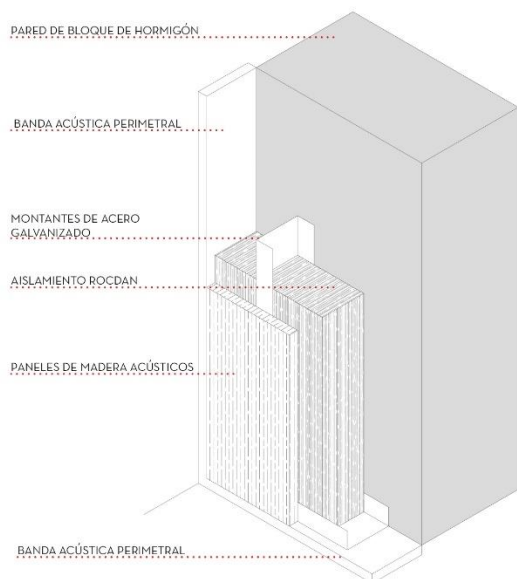 PARED DE BLOQUE DE HORMIGÓN
BANDA ACÚSTICA PERIMETRAL
MONTANTES DE ACERO
GALVANIZADO
AISLAMIENTO ROCDAN
PANELES DE MADERA ACÚSTICOS
BANDA ACÚSTICA PERIMETRAL